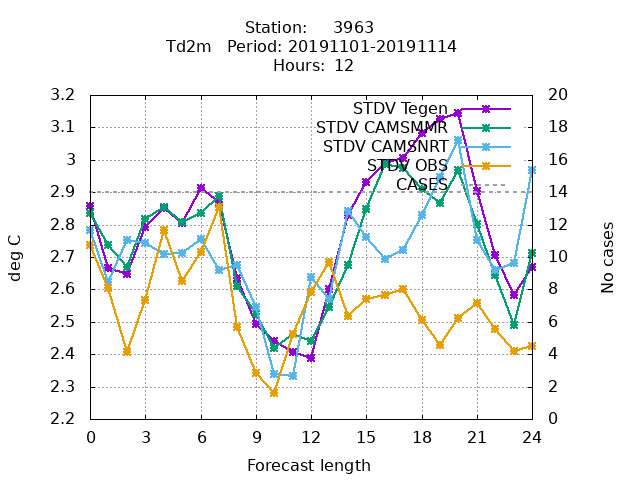 Station:     3963
Td2m   Period: 20191101-20191114
Hours: 12
3.2
3.1
3
2.9
2.8
2.7
2.6
2.5
2.4
2.3
2.2
20
18
16
14
12
10
8
6
4
2
0
STDV Tegen
STDV CAMSMMR
STDV CAMSNRT
STDV OBS
CASES
deg C
No cases
0 3 6 9 12 15 18 21 24
Forecast length